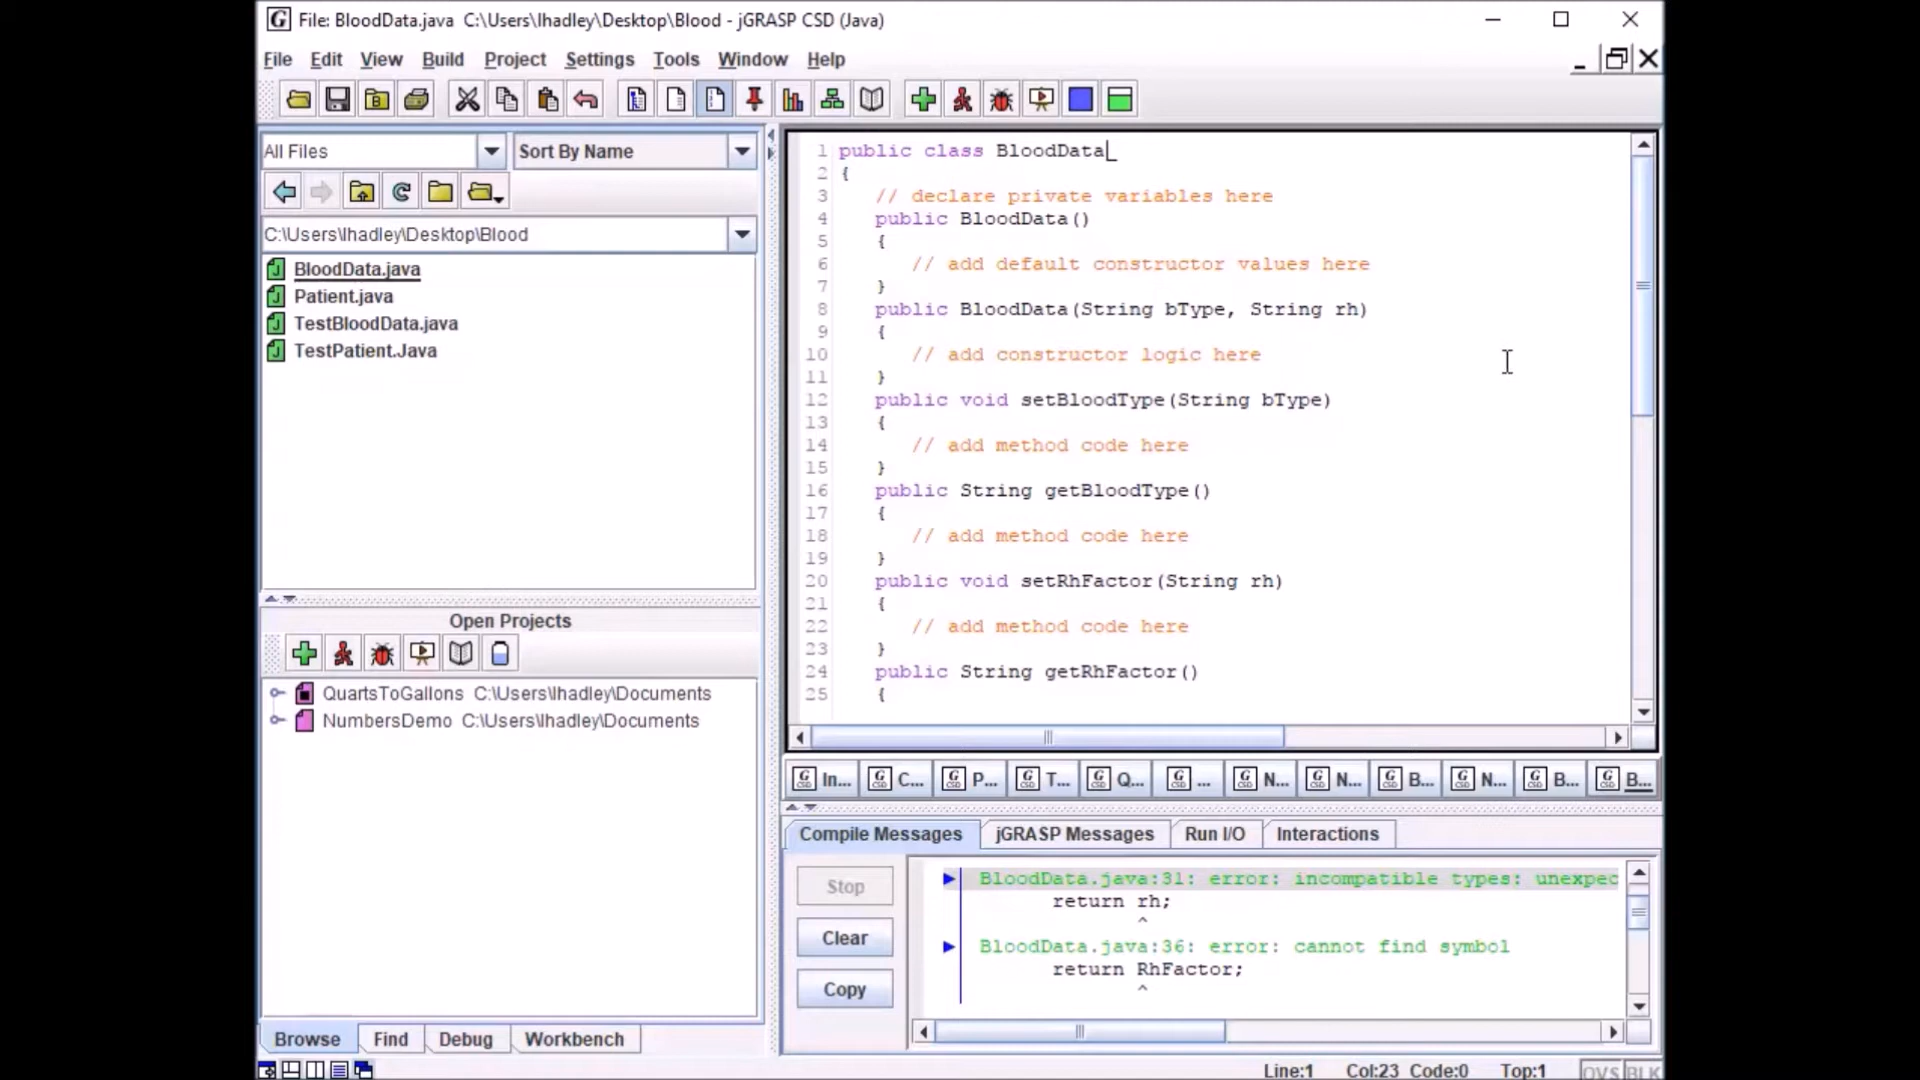 File: BloodData.java  C:\Users\lhadley\Desktop\Blood - jGRASP CSD (Java)
File Edit View Build Project Settings Tools Window Help
All Files
Sort By Name
C:\Users\lhadley\Desktop\Blood
BloodData.java
Patient.java
TestBloodData.java
TestPatient.Java
Open Projects
QuartsToGallons  C:\Users\lhadley\Documents
NumbersDemo  C:\Users\lhadley\Documents
Browse Find Debug Workbench
1 public class BloodData
2 {
3 // declare private variables here
4 public BloodData()
5 {
6 // add default constructor values here
7 }
8 public BloodData(String bType, String rh)
9 {
10 // add constructor logic here
11 }
12 public void setBloodType(String bType)
13 {
14 // add method code here
15 }
16 public String getBloodType()
17 {
18 // add method code here
19 }
20 public void setRhFactor(String rh)
21 {
22 // add method code here
23 }
24 public String getRhFactor()
25 {
In... C... P... T... Q... ... N... N... B... N... B... B...
Compile Messages jGRASP Messages Run I/O Interactions
Stop
Clear
Copy
BloodData.java:31: error: incompatible types: unexpec
return rh;
^
BloodData.java:36: error: cannot find symbol
return RhFactor;
^
Line:1 Col:23 Code:0 Top:1 OVS BLK